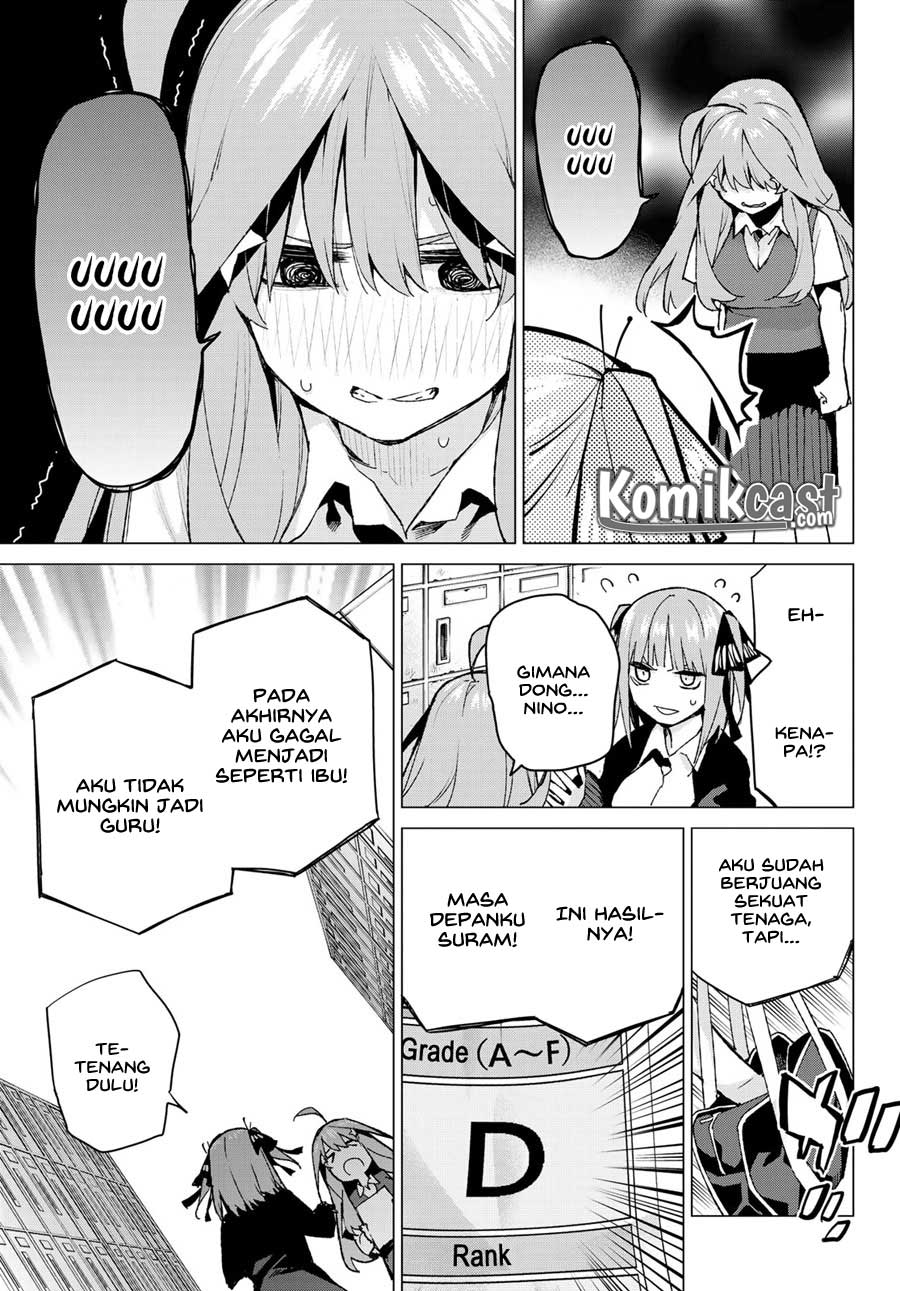 UUU
UUU
UUUU
UUUU
Komikcast
.com
EH-
KENA-
PA!?
GIMANA
DONG...
NINO...
AKU SUDAH
BERJUANG
SEKUAT
TENAGA,
TAPI...
INI HASIL-
NYA!
MASA
DEPANKU
SURAM!
Grade (A～F)
D
Rank
PADA
AKHIRNYA
AKU GAGAL
MENJADI
SEPERTI IBU!
AKU TIDAK
MUNGKIN JADI
GURU!
TE-
TENANG
DULU!